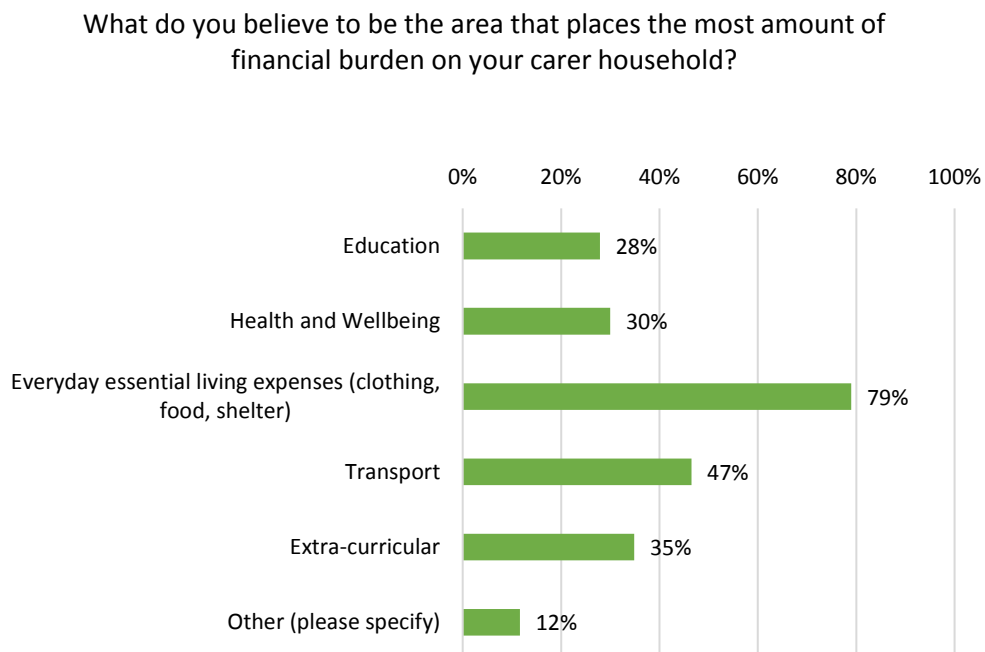 What do you believe to be the area that places the most amount of
financial burden on your carer household?
0%
20%
40%
60%
80%
100%
Education
28%
Health and Wellbeing
30%
Everyday essential living expenses (clothing,
food, shelter)
79%
Transport
47%
Extra-curricular
35%
Other (please specify)
12%